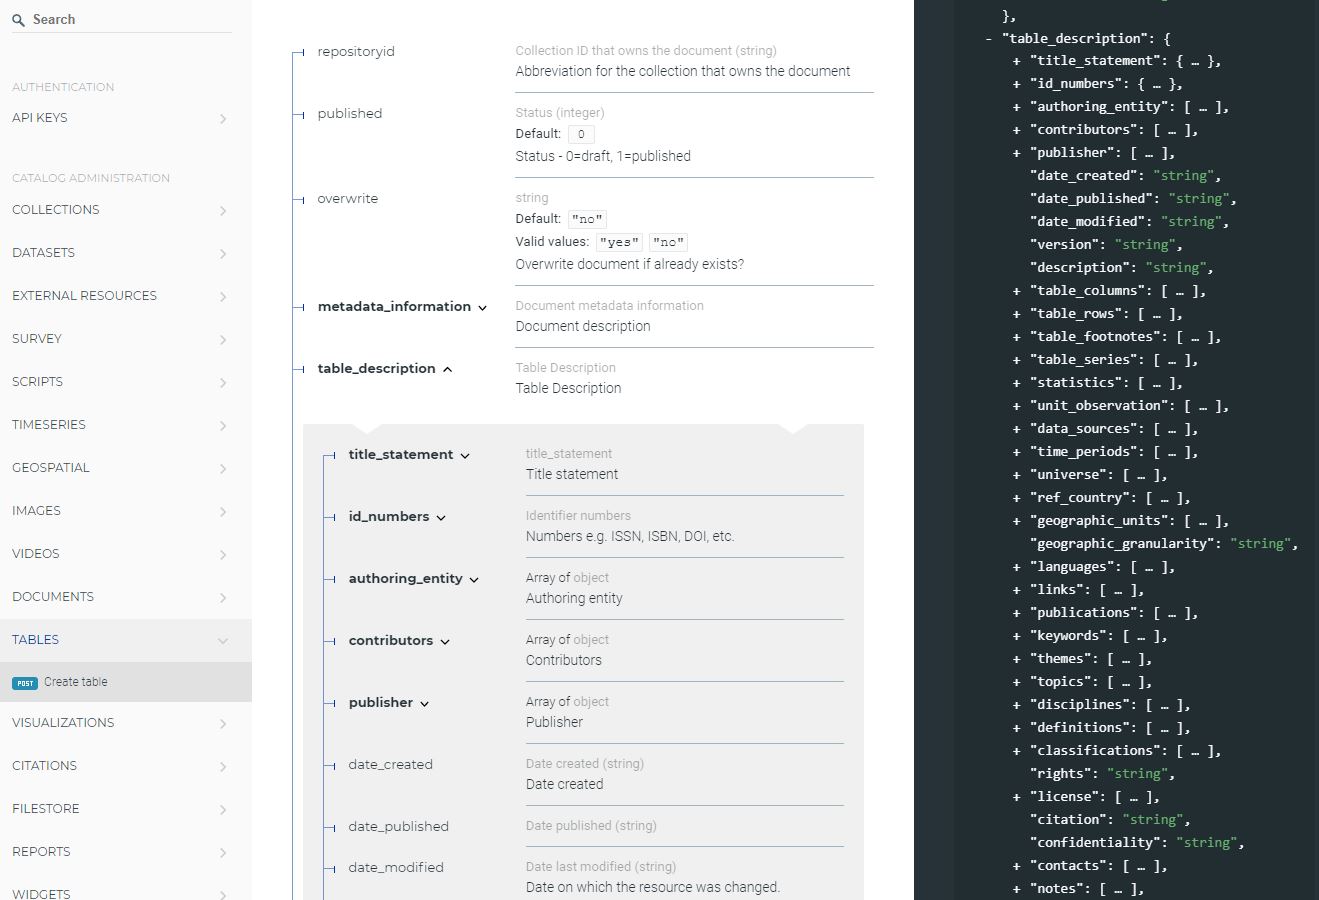 Search
AUTHENTICATION
API KEYS
CATALOG ADMINISTRATION
COLLECTIONS
DATASETS
EXTERNAL RESOURCES
SURVEY
SCRIPTS
TIMESERIES
GEOSPATIAL
IMAGES
VIDEOS
DOCUMENTS
TABLES
POST Create table
VISUALIZATIONS
CITATIONS
FILESTORE
REPORTS
WIDGETS
repositoryid
Collection ID that owns the document (string)
Abbreviation for the collection that owns the document
published
Status (integer)
Default: 0
Status - 0=draft, 1=published
overwrite
string
Default: "no"
Valid values: "yes" "no"
Overwrite document if already exists?
metadata_information
Document metadata information
Document description
table_description
Table Description
Table Description
title_statement
title_statement
Title statement
id_numbers
Identifier numbers
Numbers e.g. ISSN, ISBN, DOI, etc.
authoring_entity
Array of object
Authoring entity
contributors
Array of object
Contributors
publisher
Array of object
Publisher
date_created
Date created (string)
Date created
date_published
Date published (string)
date_modified
Date last modified (string)
Date on which the resource was changed.
},
- "table_description": {
+ "title_statement": { … },
+ "id_numbers": { … },
+ "authoring_entity": [ … ],
+ "contributors": [ … ],
+ "publisher": [ … ],
"date_created": "string",
"date_published": "string",
"date_modified": "string",
"version": "string",
"description": "string",
+ "table_columns": [ … ],
+ "table_rows": [ … ],
+ "table_footnotes": [ … ],
+ "table_series": [ … ],
+ "statistics": [ … ],
+ "unit_observation": [ … ],
+ "data_sources": [ … ],
+ "time_periods": [ … ],
+ "universe": [ … ],
+ "ref_country": [ … ],
+ "geographic_units": [ … ],
"geographic_granularity": "string",
+ "languages": [ … ],
+ "links": [ … ],
+ "publications": [ … ],
+ "keywords": [ … ],
+ "themes": [ … ],
+ "topics": [ … ],
+ "disciplines": [ … ],
+ "definitions": [ … ],
+ "classifications": [ … ],
"rights": "string",
+ "license": [ … ],
"citation": "string",
"confidentiality": "string",
+ "contacts": [ … ],
+ "notes": [ … ],